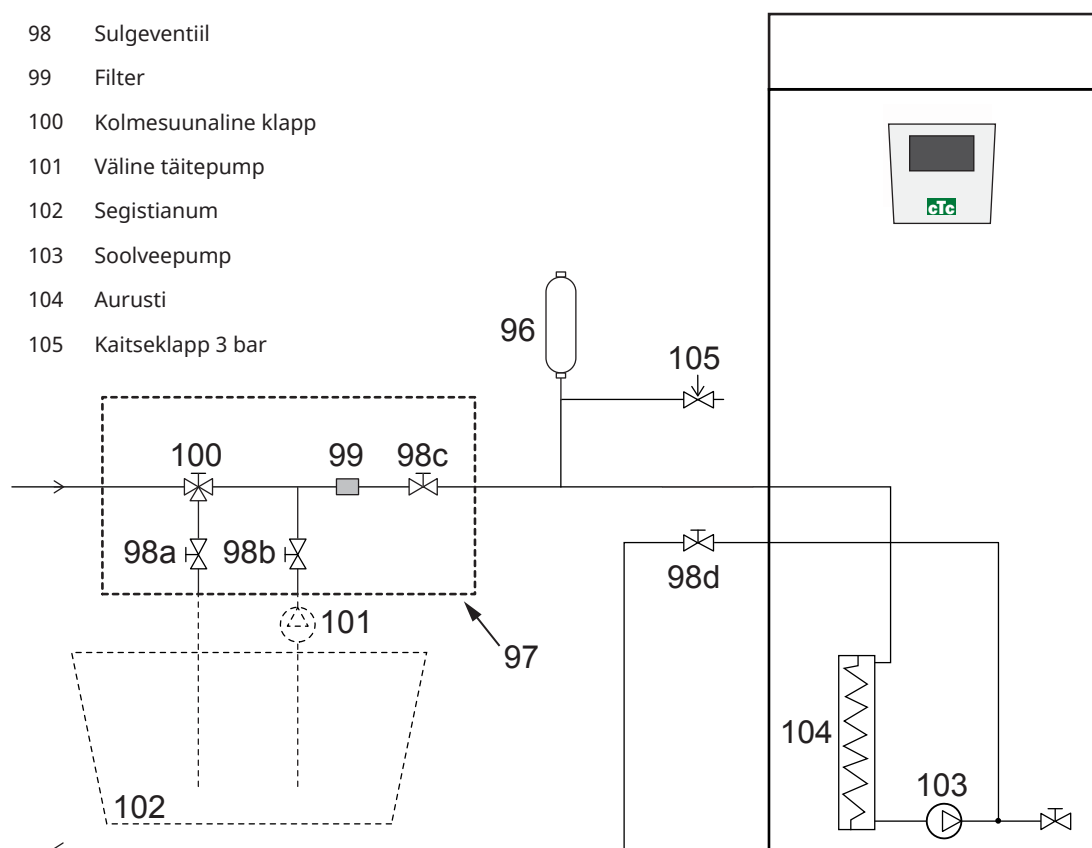 98 Sulgeventiil
99 Filter
100 Kolmesuunaline klapp
101 Väline täitepump
102 Segistianum
103 Soolveepump
104 Aurusti
105 Kaitseklapp 3 bar
cTc
96
105
100
99
98c
98a
98b
98d
101
97
104
103
102